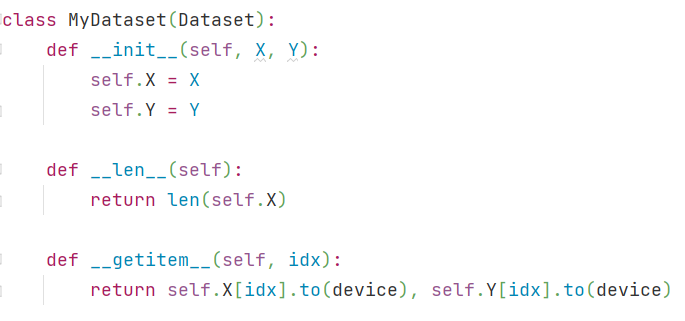 class MyDataset(Dataset):
    def __init__(self, X, Y):
        self.X = X
        self.Y = Y
    def __len__(self):
        return len(self.X)
    def __getitem__(self, idx):
        return self.X[idx].to(device), self.Y[idx].to(device)